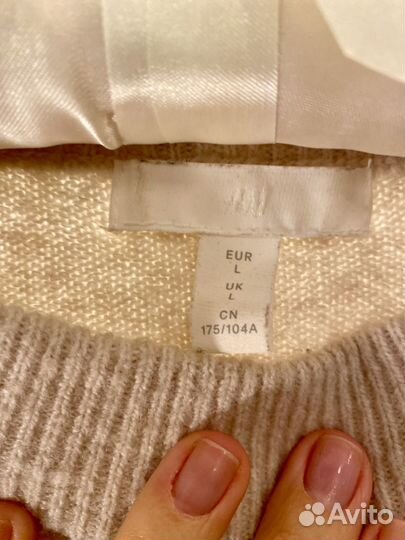 H&M
EUR
L
UK
L
CN
175/104A
Avito